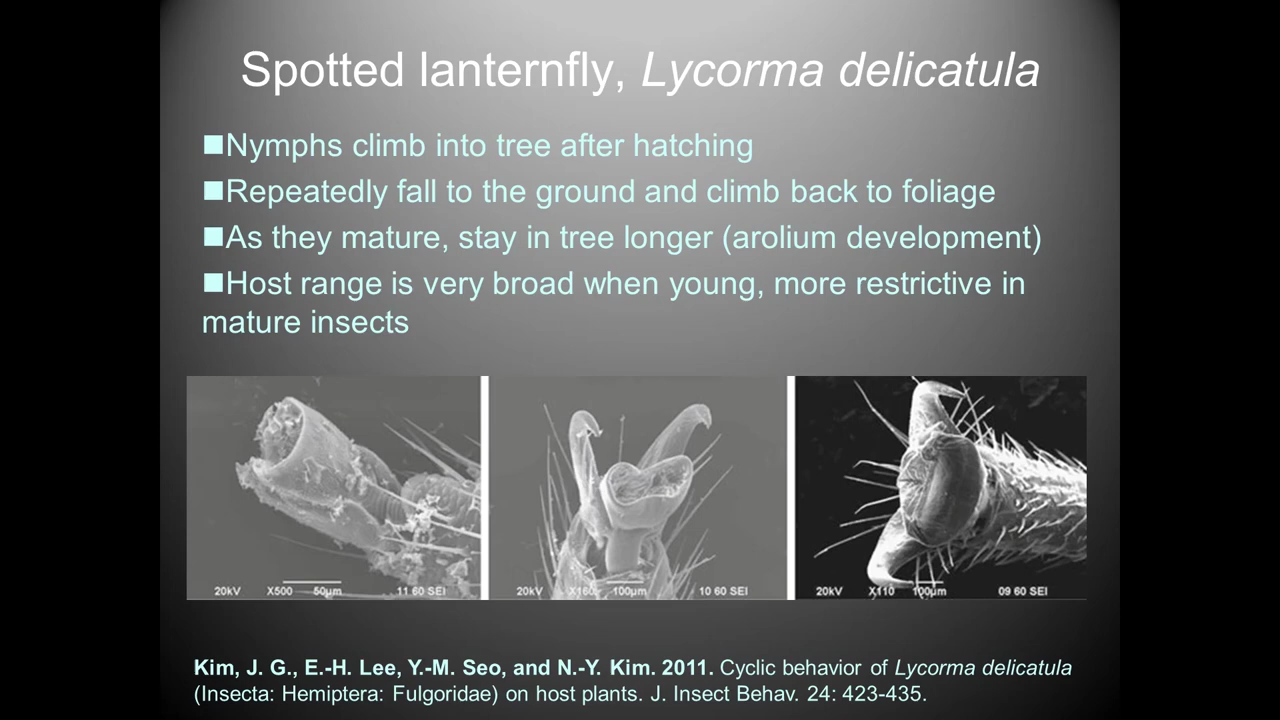 Spotted lanternfly, Lycorma delicatula
■Nymphs climb into tree after hatching
■Repeatedly fall to the ground and climb back to foliage
■As they mature, stay in tree longer (arolium development)
■Host range is very broad when young, more restrictive in
mature insects
20kV X500 50µm 11 60 SEI
20kV X160 100µm 10 60 SEI
20kV X110 100µm 09 60 SEI
Kim, J. G., E.-H. Lee, Y.-M. Seo, and N.-Y. Kim. 2011. Cyclic behavior of Lycorma delicatula
(Insecta: Hemiptera: Fulgoridae) on host plants. J. Insect Behav. 24: 423-435.